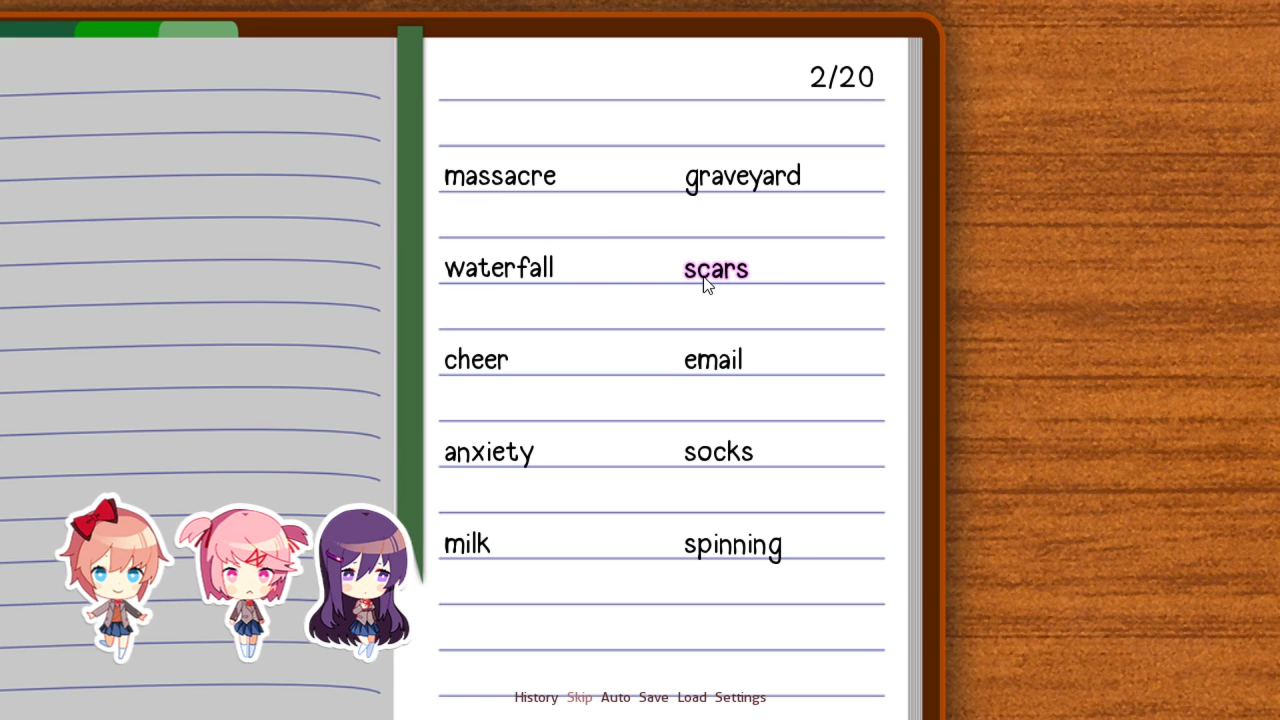 2/20
massacre graveyard
waterfall scars
cheer email
anxiety socks
milk spinning
History Skip Auto Save Load Settings